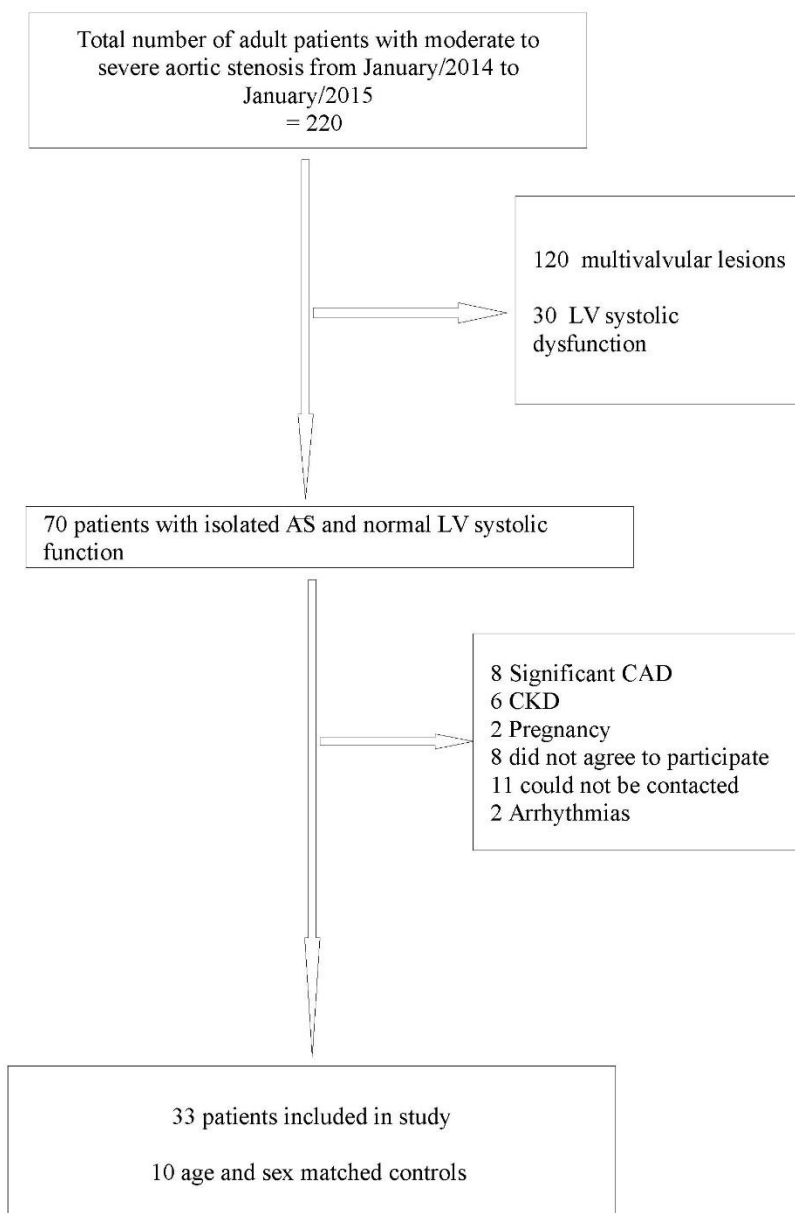 Total number of adult patients with moderate to
severe aortic stenosis from January/2014 to
January/2015
= 220
120 multivalvular lesions
30 LV systolic
dysfunction
70 patients with isolated AS and normal LV systolic
function
8 Significant CAD
6 CKD
2 Pregnancy
8 did not agree to participate
11 could not be contacted
2 Arrhythmias
33 patients included in study
10 age and sex matched controls